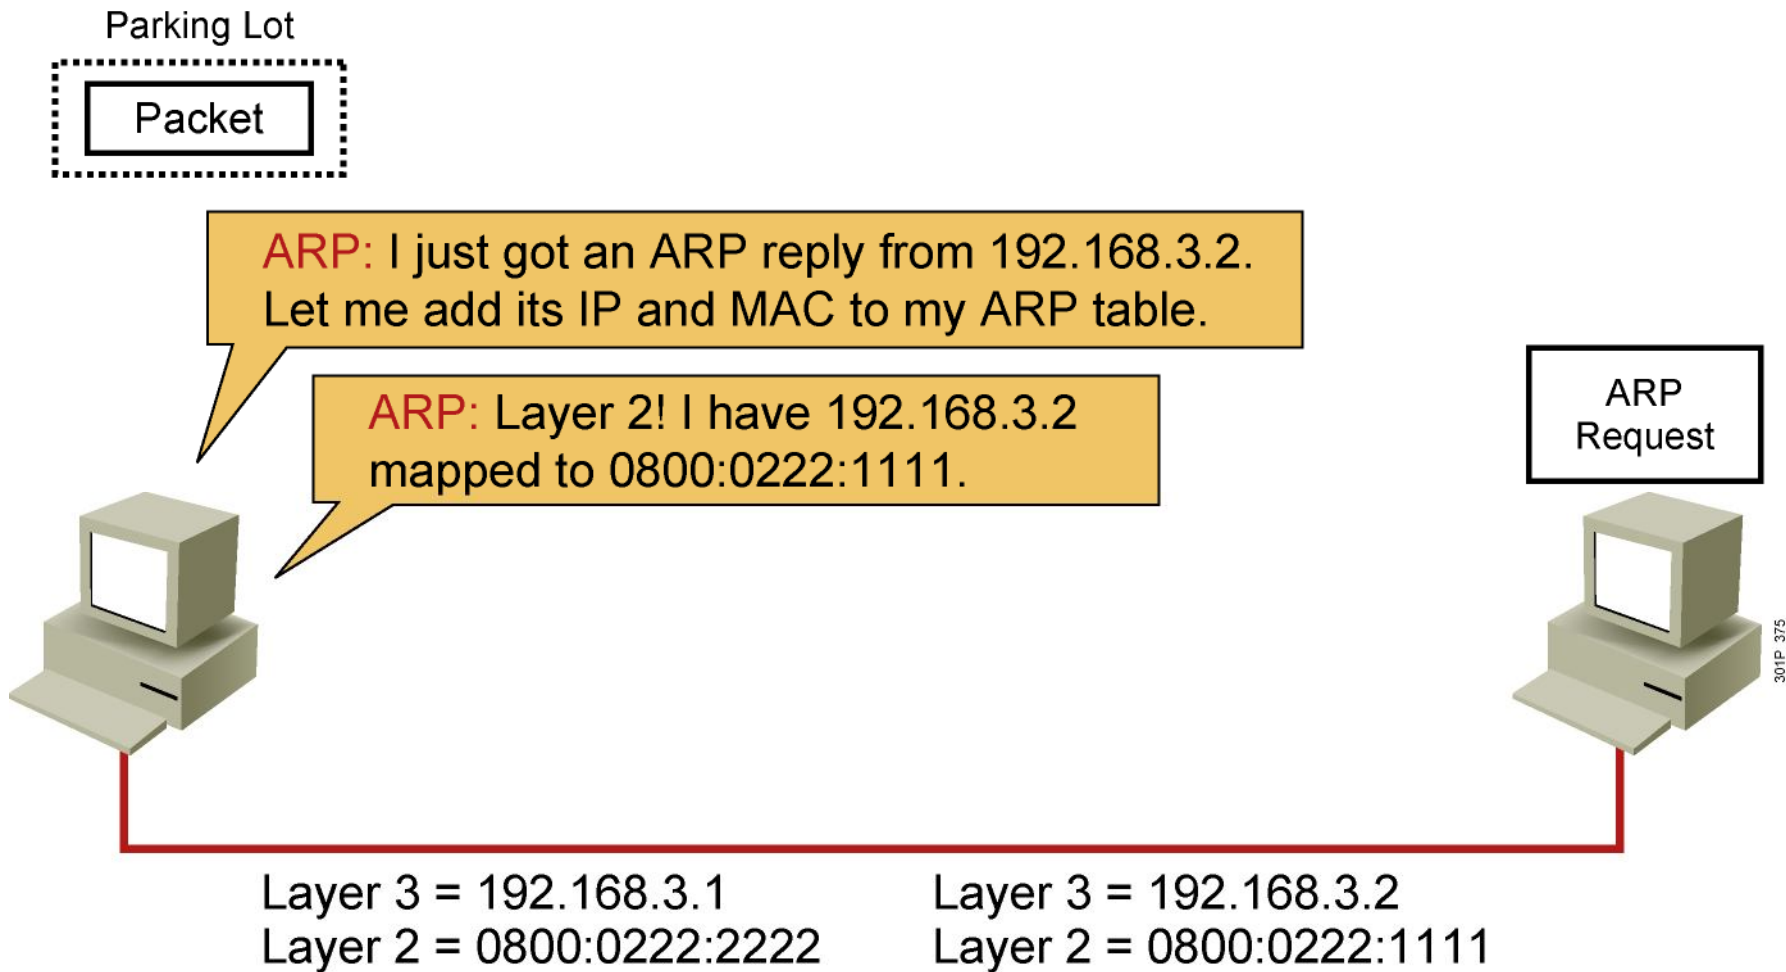 Parking Lot
Packet
ARP: I just got an ARP reply from 192.168.3.2.
Let me add its IP and MAC to my ARP table.
ARP: Layer 2! I have 192.168.3.2
mapped to 0800:0222:1111.
ARP
Request
301P_375
Layer 3 = 192.168.3.1
Layer 2 = 0800:0222:2222
Layer 3 = 192.168.3.2
Layer 2 = 0800:0222:1111